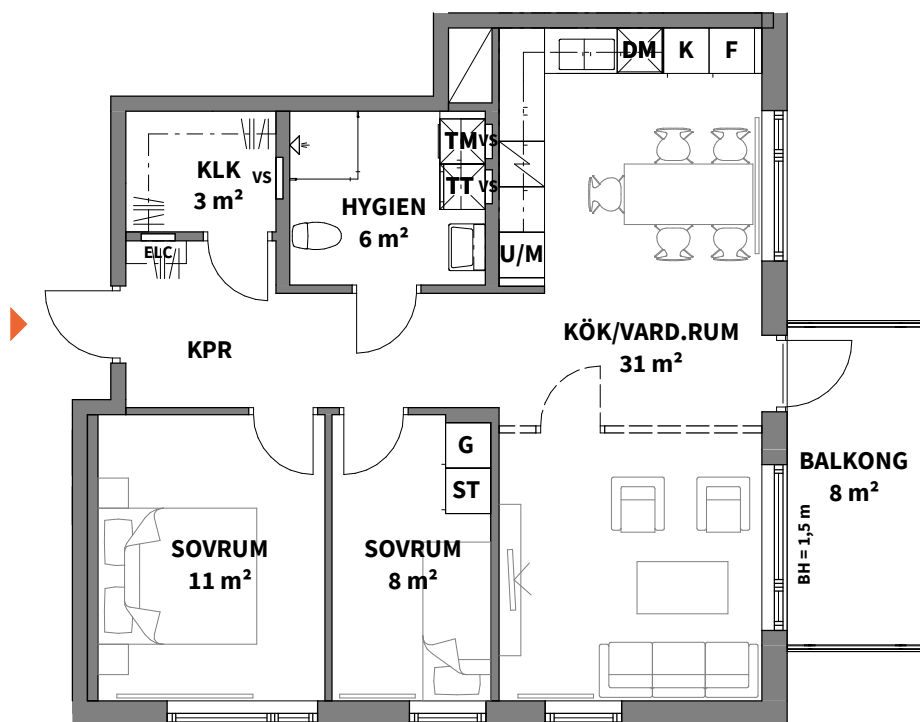 DM K F
TM VS
KLK
VS
3 m²
TT VS
HYGIEN
6 m²
U/M
ELC
KÖK/VARD.RUM
31 m²
KPR
G
ST
BALKONG
8 m²
BH = 1,5 m
SOVRUM
11 m²
SOVRUM
8 m²